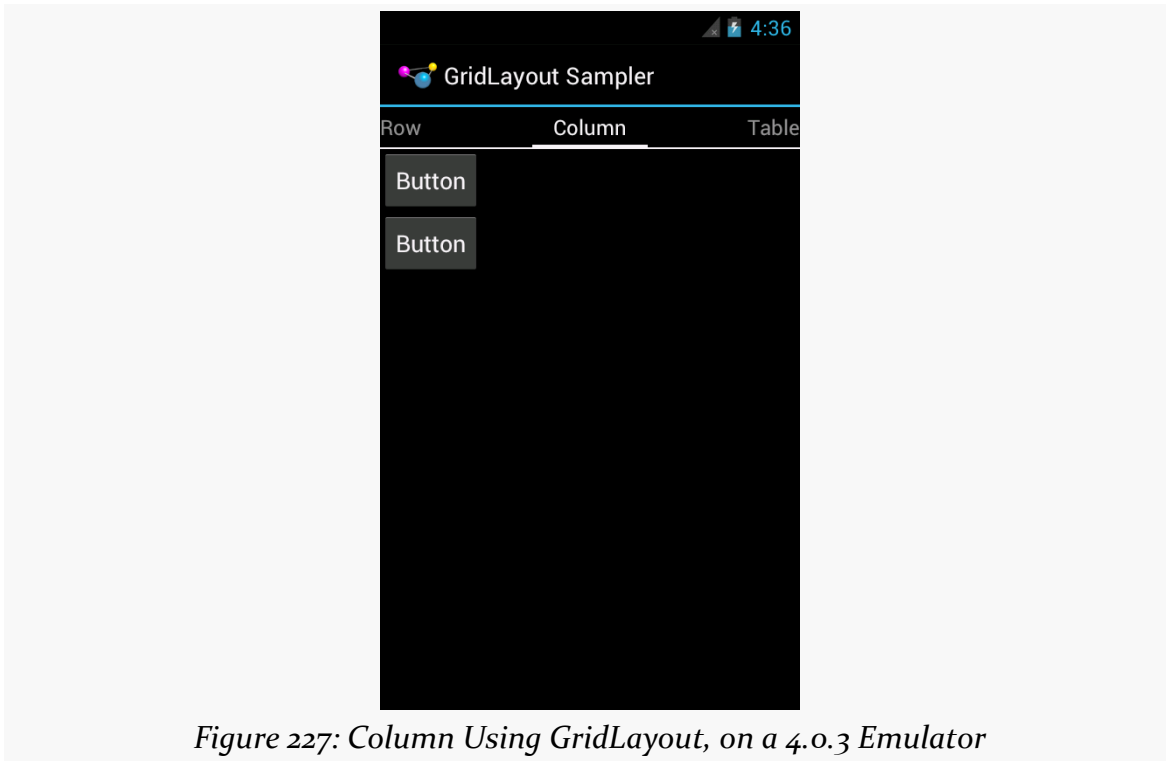 4:36
GridLayout Sampler
Row Column Table
Button
Button
Figure 227: Column Using GridLayout, on a 4.0.3 Emulator